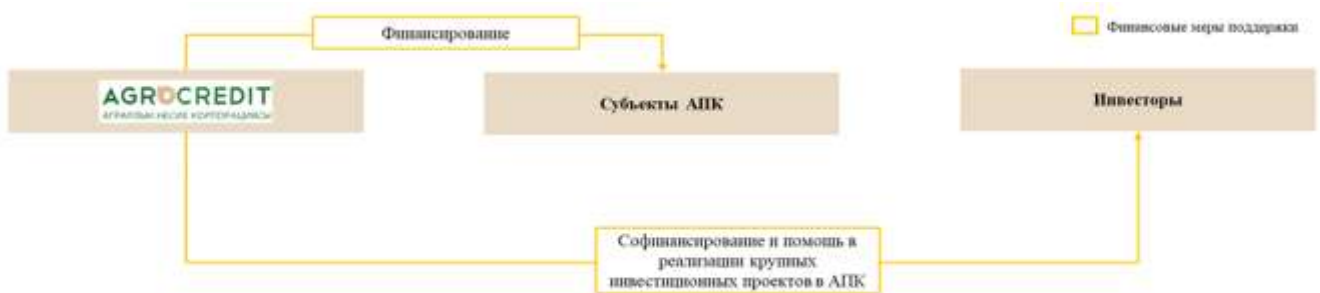 Финансирование
Финансовые меры поддержки
AGROCREDIT
АГРАРЛЫҚ НЕСИЕ КОРПОРАЦИЯСЫ
Субъекты АПК
Инвесторы
Софинансирование и помощь в
реализации крупных
инвестиционных проектов в АПК